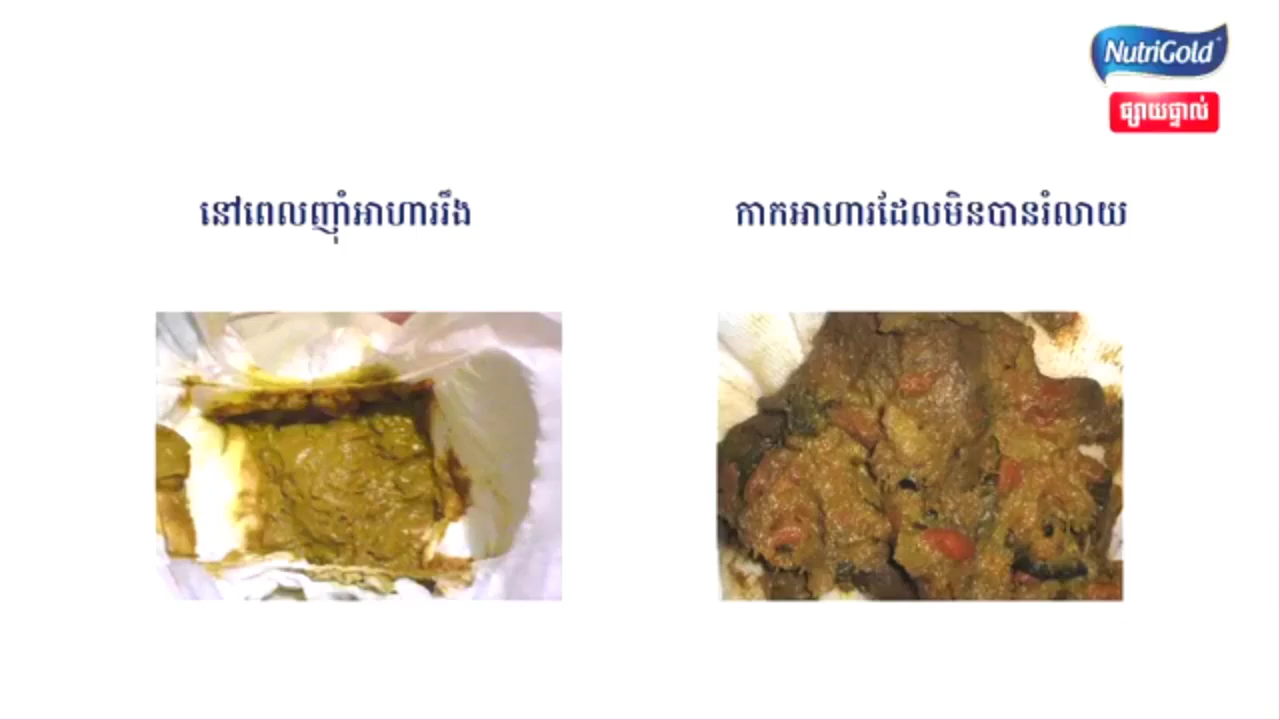 NutriGold
ផ្សាយផ្ទាល់
នៅពេលញ៉ាំអាហាររឹង
កាកអាហារដែលមិនបានរំលាយ